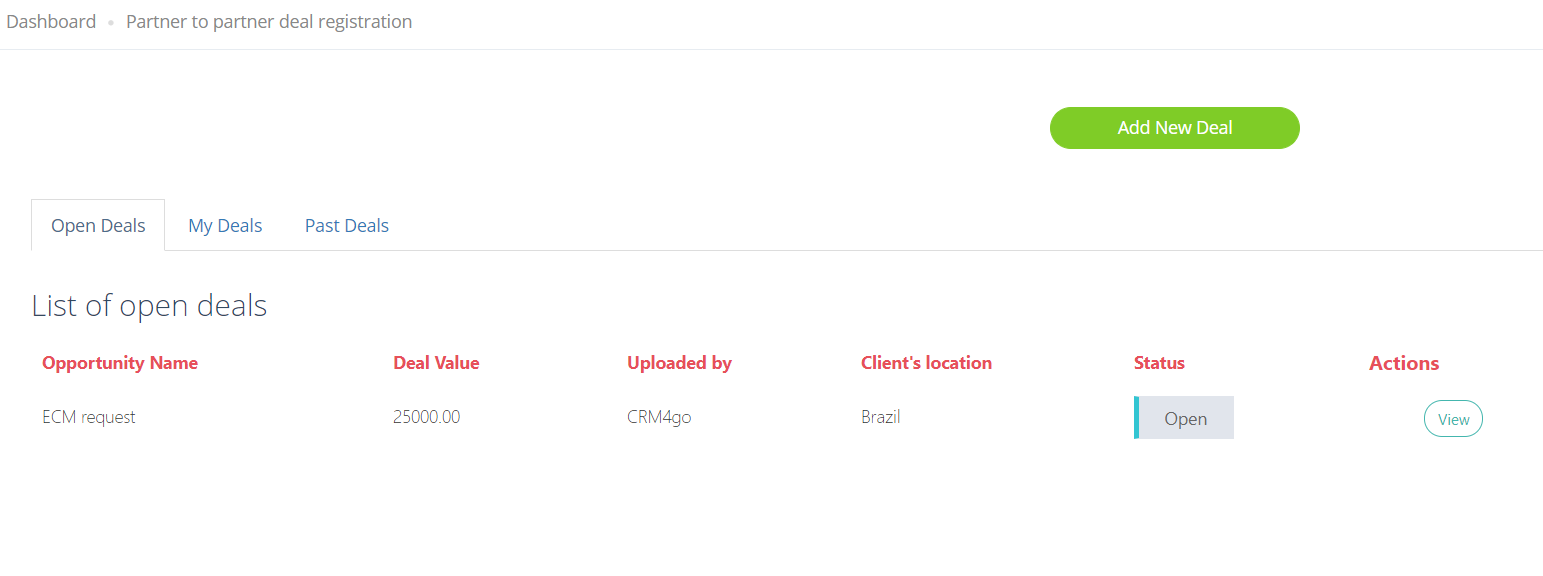 Dashboard • Partner to partner deal registration
Add New Deal
Open Deals My Deals Past Deals
List of open deals
Opportunity Name Deal Value Uploaded by Client's location Status Actions
ECM request 25000.00 CRM4go Brazil Open View